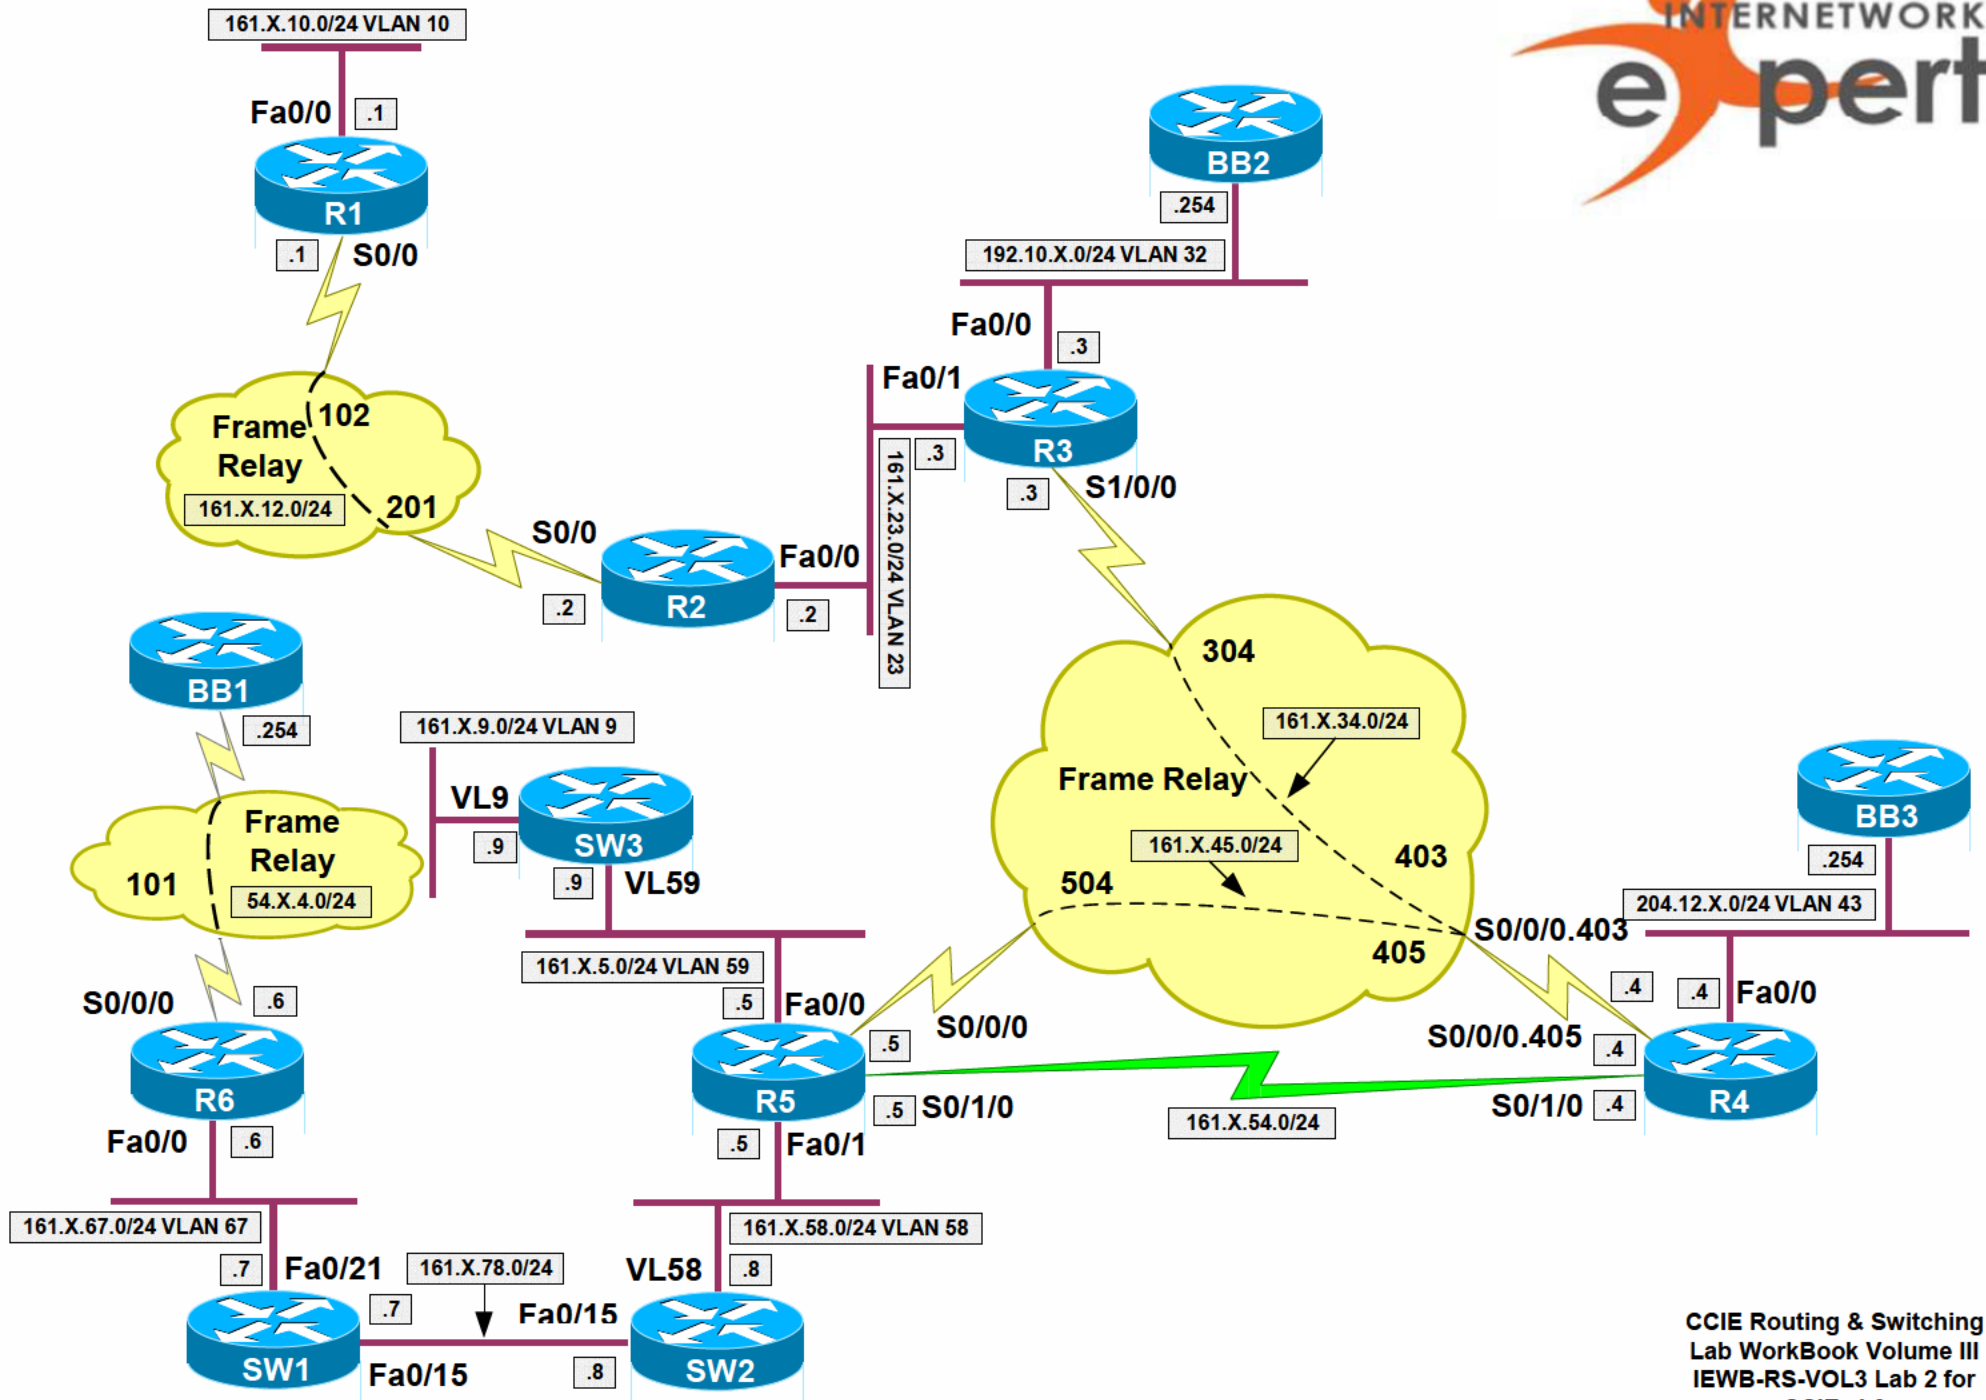 161.X.10.0/24 VLAN 10
INTERNETWORK
expert
Fa0/0
.1
R1
.1
S0/0
BB2
.254
192.10.X.0/24 VLAN 32
Fa0/0
.3
Fa0/1
R3
.3
.3
S1/0/0
161.X.23.0/24 VLAN 23
Frame
Relay
102
161.X.12.0/24
201
S0/0
.2
R2
Fa0/0
.2
BB1
.254
161.X.9.0/24 VLAN 9
VL9
.9
SW3
.9
VL59
Frame
Relay
101
54.X.4.0/24
304
161.X.34.0/24
Frame Relay
161.X.45.0/24
403
504
405
BB3
.254
204.12.X.0/24 VLAN 43
S0/0/0.403
.4
.4
Fa0/0
S0/0/0.405
.4
R4
S0/1/0
.4
161.X.5.0/24 VLAN 59
.5
Fa0/0
.5
S0/0/0
R5
.5
S0/1/0
161.X.54.0/24
.5
Fa0/1
S0/0/0
.6
R6
Fa0/0
.6
161.X.67.0/24 VLAN 67
.7
Fa0/21
161.X.78.0/24
.7
SW1
Fa0/15
Fa0/15
.8
161.X.58.0/24 VLAN 58
VL58
.8
SW2
CCIE Routing & Switching
Lab WorkBook Volume III
IEWB-RS-VOL3 Lab 2 for